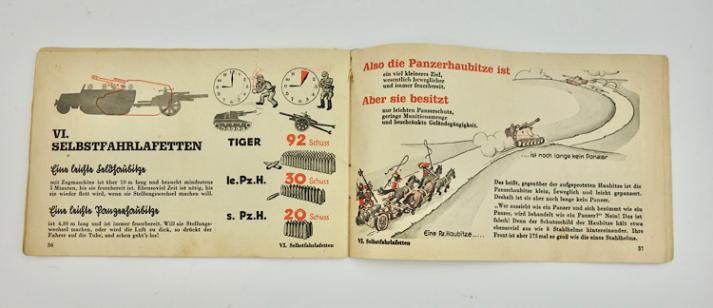 VI.
SELBSTFAHRLAFETTEN
Eine leichte Feldhaubitze
mit Zugmaschine ist über 10 m lang und braucht mindestens
5 Minuten, bis sie feuerbereit ist. Ebensoviel Zeit ist nötig, bis
sie wieder flott wird, wenn sie Stellungswechsel machen will.
Eine leichte Panzerhaubitze
ist 4,80 m lang und ist immer feuerbereit. Will sie Stellungs-
wechsel machen, oder wird die Luft zu dick, so drückt der
Fahrer auf die Tube, und schon geht's los!
36
TIGER 92 Schuss
le.Pz.H. 30 Schuss
s. Pz.H. 20 Schuss
VI. Selbstfahrlafetten
Also die Panzerhaubitze ist
ein viel kleineres Ziel,
wesentlich beweglicher
und immer feuerbereit.
Aber sie besitzt
nur leichten Panzerschutz,
geringe Munitionsmenge
und beschränkte Geländegängigkeit.
...ist noch lange kein Panzer
Eine Pz.Haubitze.....
Das heißt, gegenüber der aufgeprotzten Haubitze ist die
Panzerhaubitze klein, beweglich und leicht gepanzert.
Deshalb ist sie aber noch lange kein Panzer.
"Wer aussieht wie ein Panzer und sich benimmt wie ein
Panzer, wird behandelt wie ein Panzer!" Nein! Das ist
falsch! Denn der Schutzschild der Haubitze hält etwa
ebensoviel aus wie 8 Stahlhelme hintereinander. Ihre
Front ist aber 175 mal so groß wie die eines Stahlhelms.
VI. Selbstfahrlafetten
37